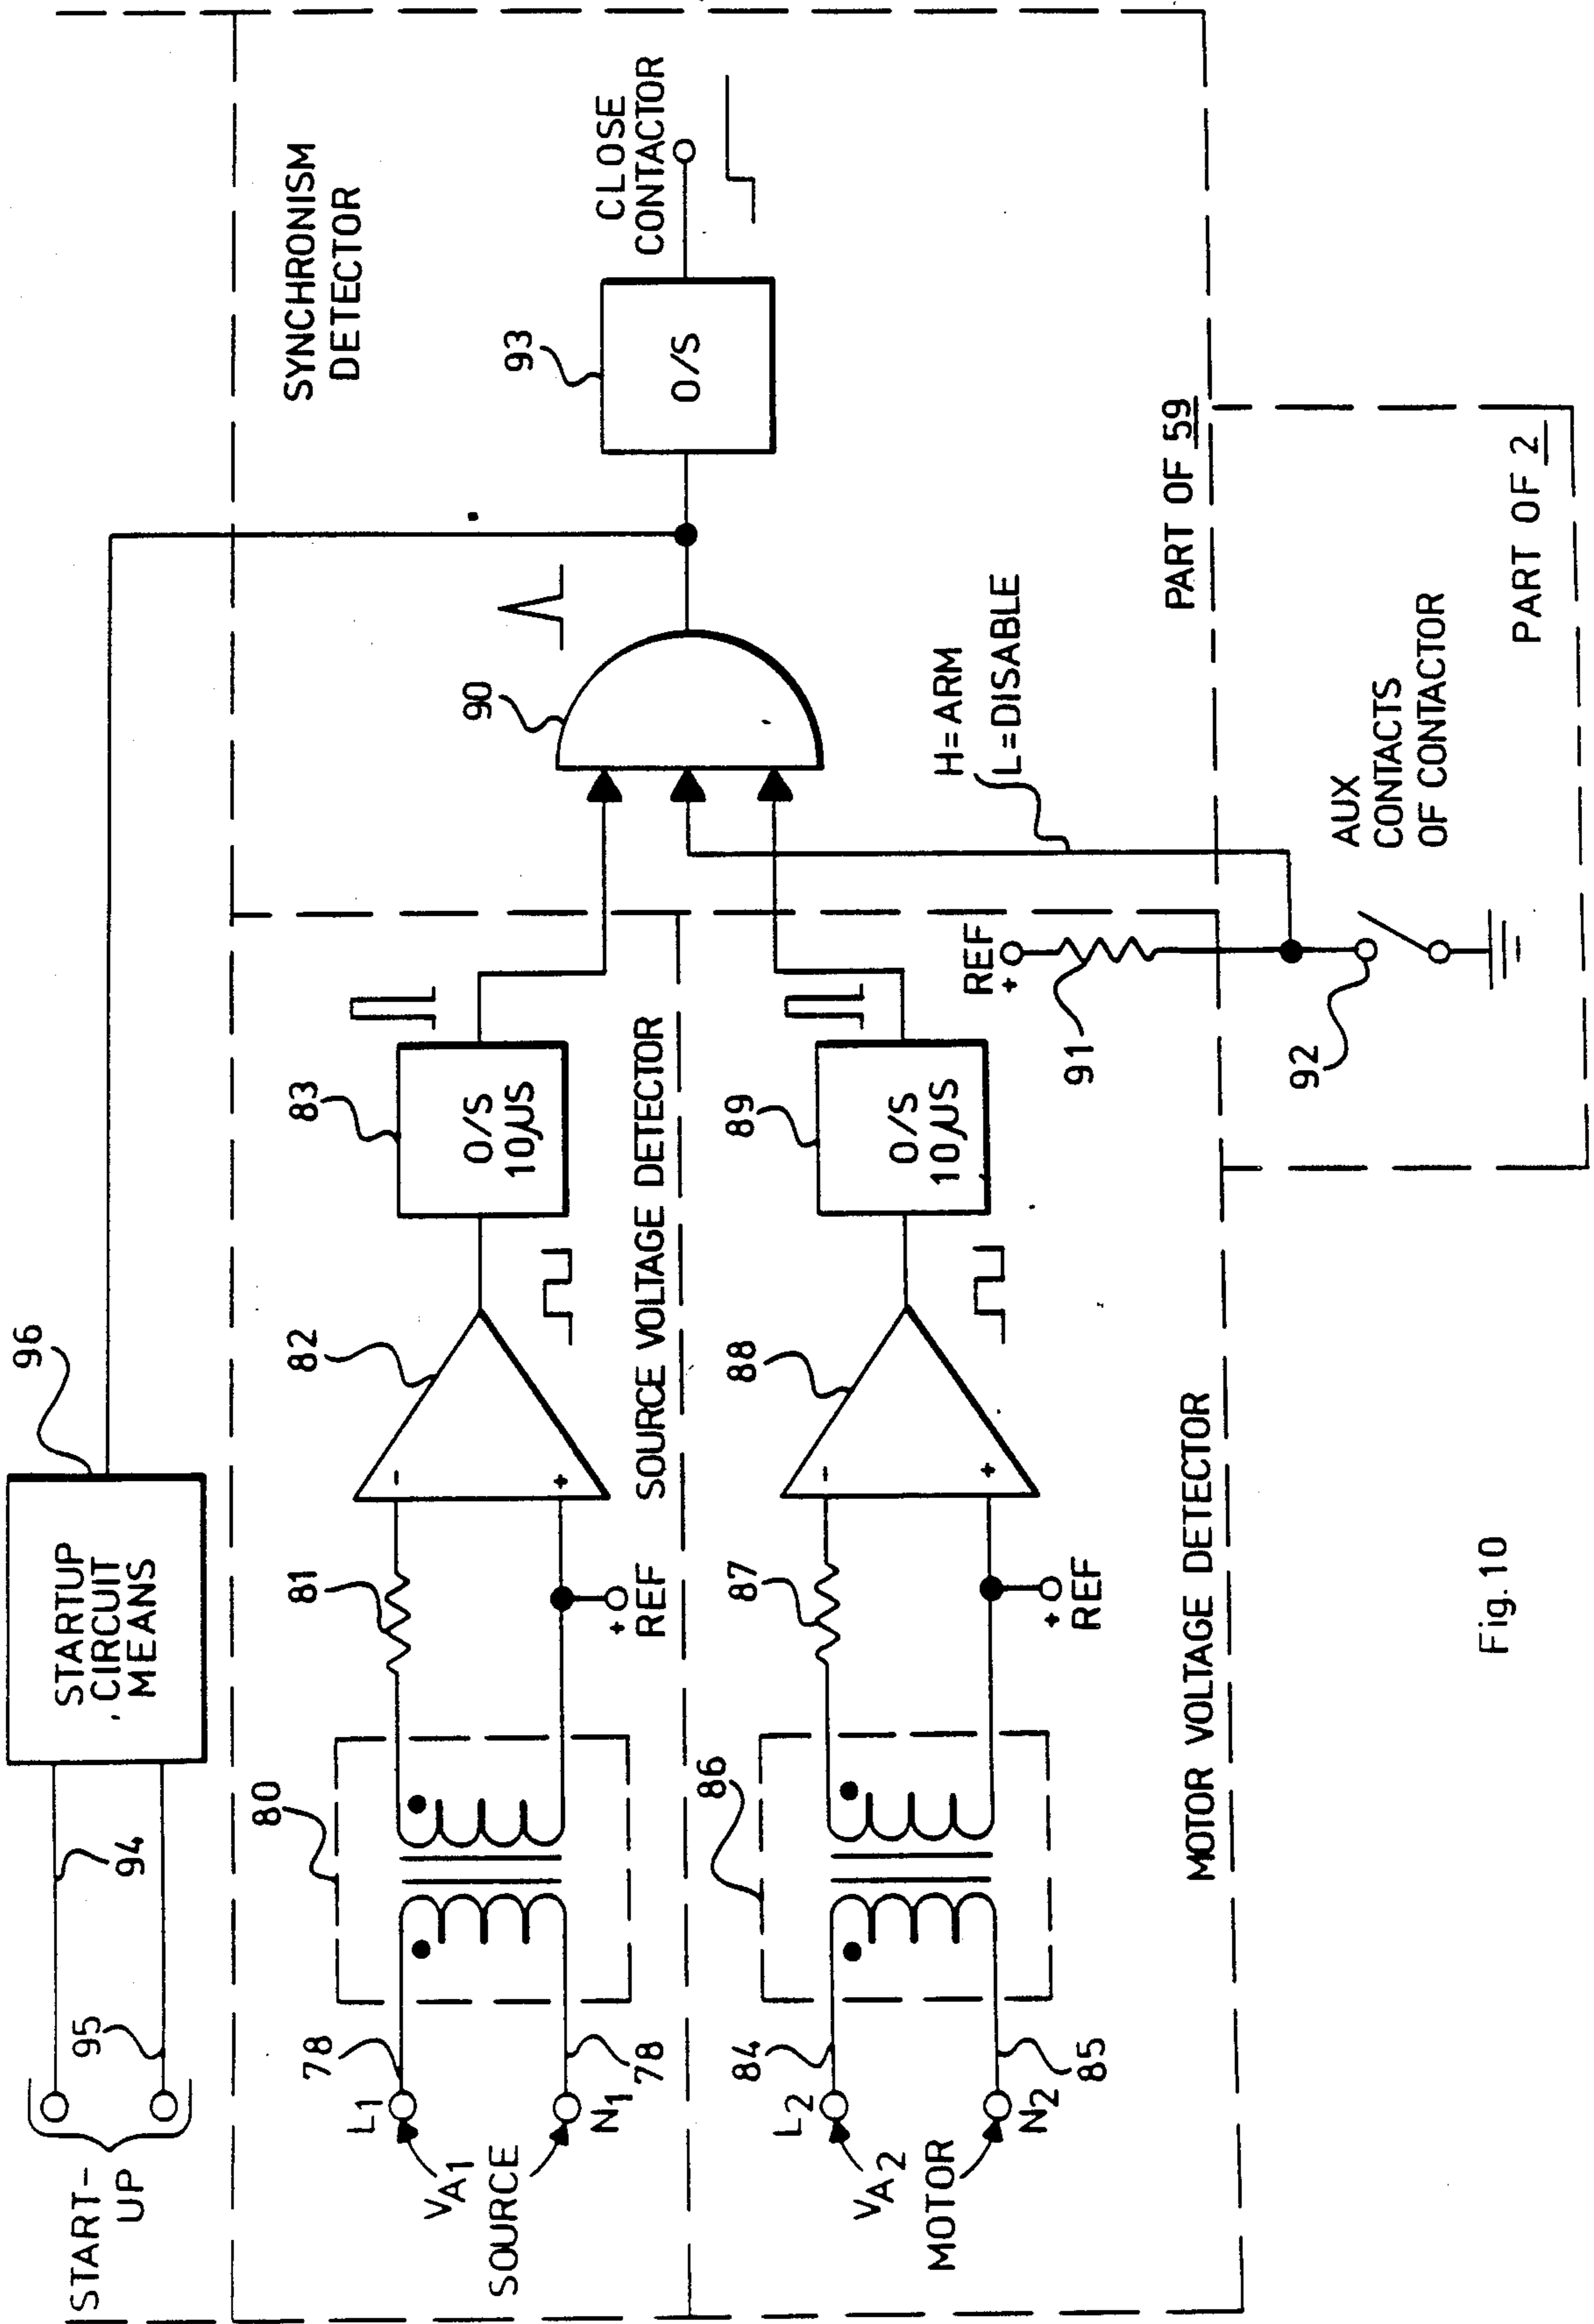 START-
UP
95
94
STARTUP
CIRCUIT
MEANS
96
SYNCHRONISM
DETECTOR
L1
78
VA1
SOURCE
N1
78
80
81
+
REF
-
+
82
83
O/S
10µS
SOURCE VOLTAGE DETECTOR
90
93
O/S
CLOSE
CONTACTOR
L2
84
VA2
MOTOR
N2
85
86
87
+
REF
-
+
88
89
O/S
10µS
MOTOR VOLTAGE DETECTOR
H=ARM
L=DISABLE
REF
+
91
92
PART OF 59
AUX
CONTACTS
OF CONTACTOR
PART OF 2
Fig.10